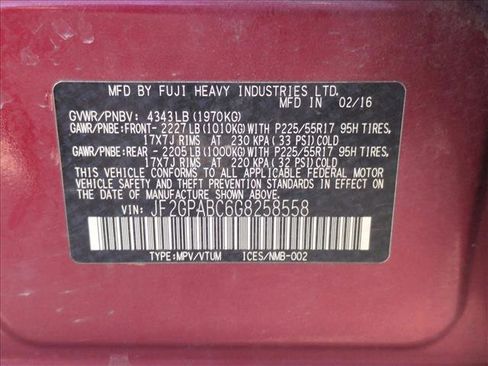 MFD BY FUJI HEAVY INDUSTRIES LTD.
MFD IN 02/16
GVWR/PNBV: 4343LB (1970KG)
GAWR/PNBE:FRONT- 2227LB (1010KG)WITH P225/55R17 95H TIRES,
17X7J RIMS AT 230 KPA (33 PSI)COLD
GAWR/PNBE:REAR - 2205LB (1000KG)WITH P225/55R17 95H TIRES,
17X7J RIMS AT 220 KPA (32 PSI)COLD
THIS VEHICLE CONFORMS TO ALL APPLICABLE FEDERAL MOTOR
VEHICLE SAFETY AND THEFT PREVENTION STANDARDS IN EFFECT ON
THE DATE OF MANUFACTURE SHOWN ABOVE.
VIN: JF2GPABC6G8258558
TYPE:MPV/VTUM ICES/NMB-002